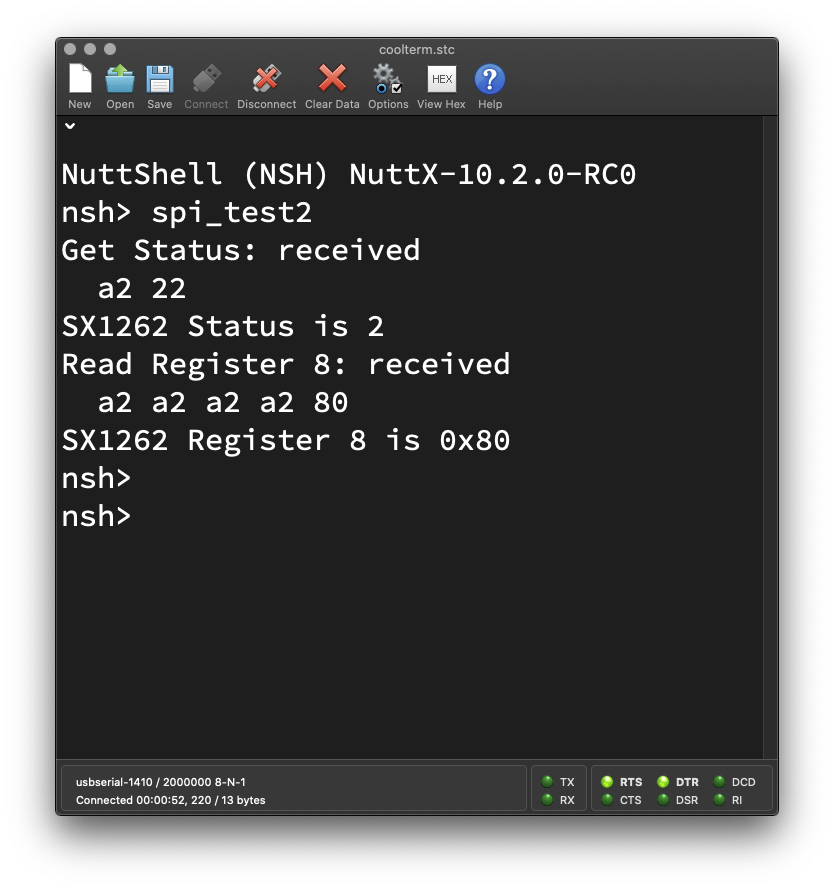 coolterm.stc
New Open Save Connect Disconnect Clear Data Options View Hex Help
HEX
?
NuttShell (NSH) NuttX-10.2.0-RC0
nsh> spi_test2
Get Status: received
  a2 22
SX1262 Status is 2
Read Register 8: received
  a2 a2 a2 a2 80
SX1262 Register 8 is 0x80
nsh>
nsh>
usbserial-1410 / 2000000 8-N-1
Connected 00:00:52, 220 / 13 bytes
TX RTS DTR DCD
RX CTS DSR RI